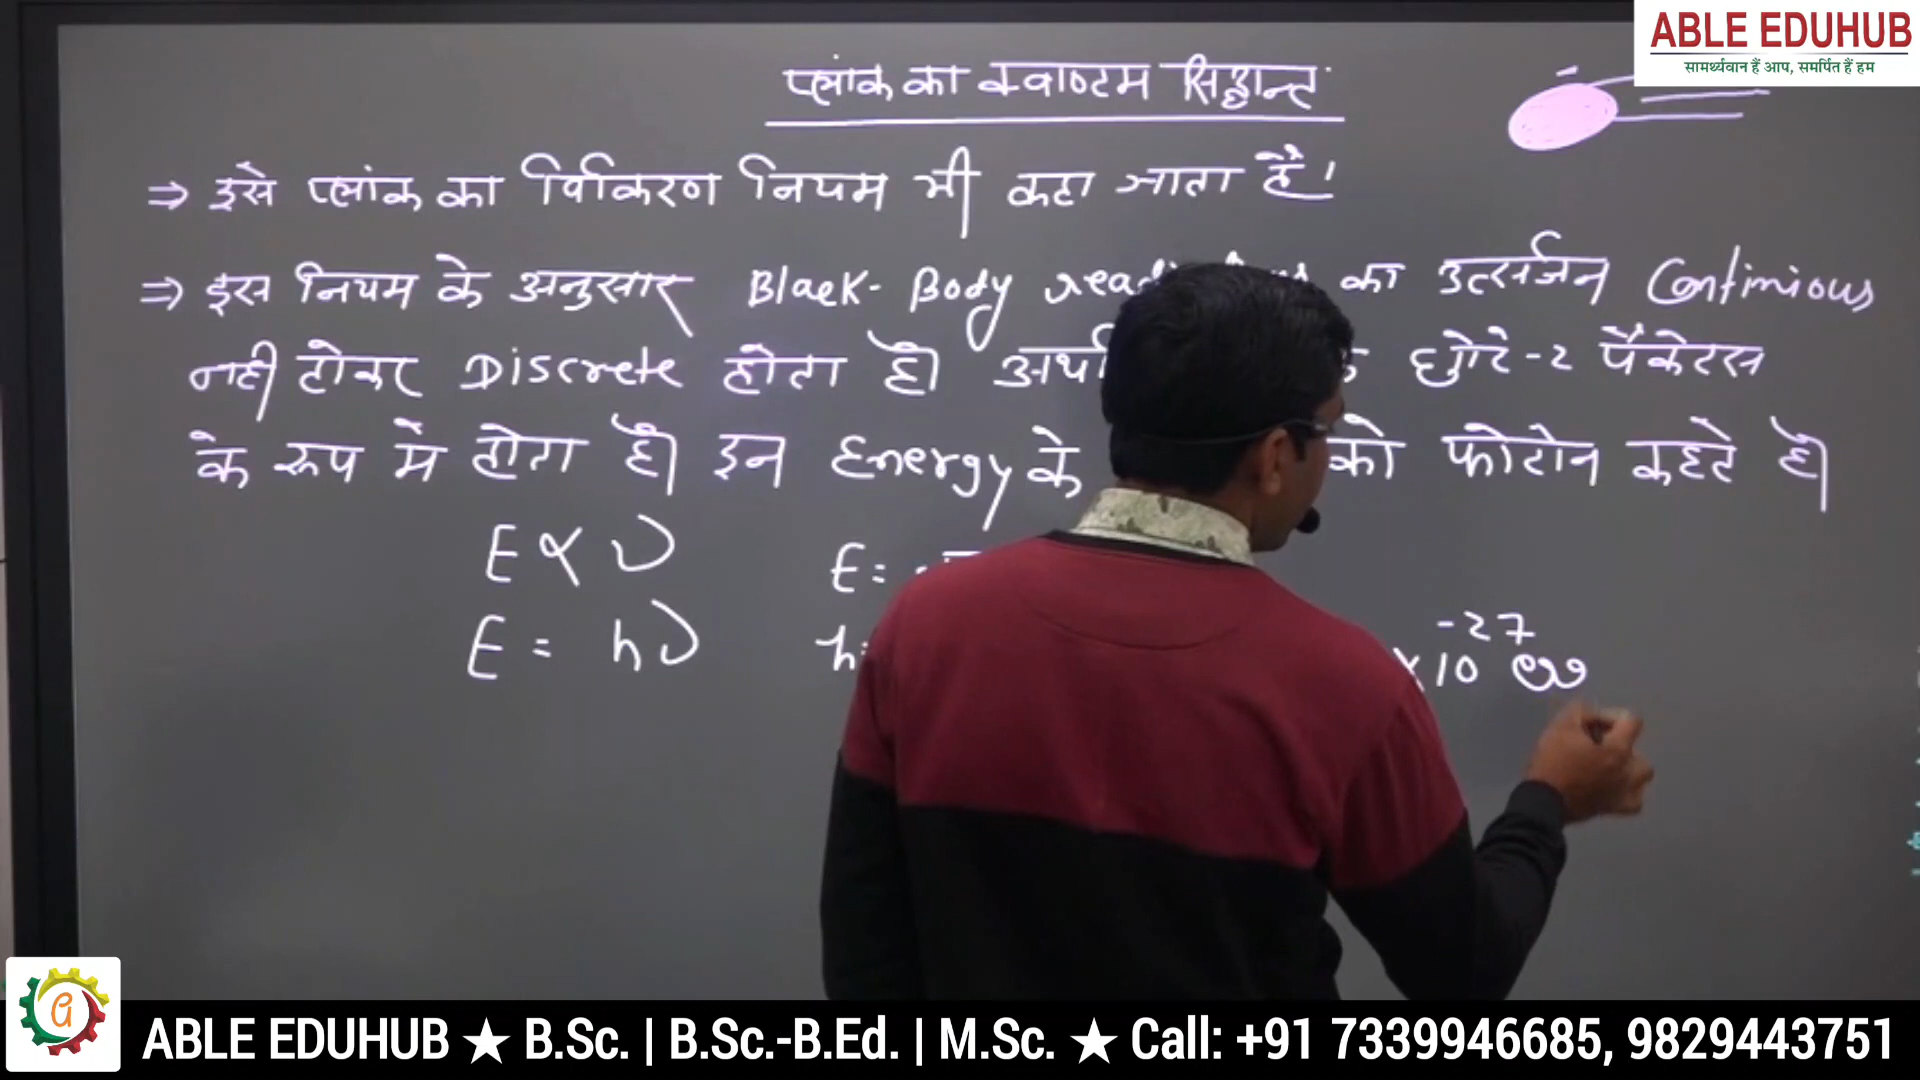 ABLE EDUHUB
सामर्थ्यवान हैं आप, समर्पित हैं हम
प्लांक का क्वाण्टम सिद्धान्त
⇒ इसे प्लांक का विकिरण नियम भी कहा जाता है।
⇒ इस नियम के अनुसार Black-Body का उत्सर्जन Continious
नही होकर Discrete होता है। छोटे-2 पैकेटस
के रूप में होता है। इन Energy के को फोटोन कहते है।
E ∝ ν E =
E = hν h= ×10⁻²⁷
ABLE EDUHUB ★ B.Sc. | B.Sc.-B.Ed. | M.Sc. ★ Call: +91 7339946685, 9829443751